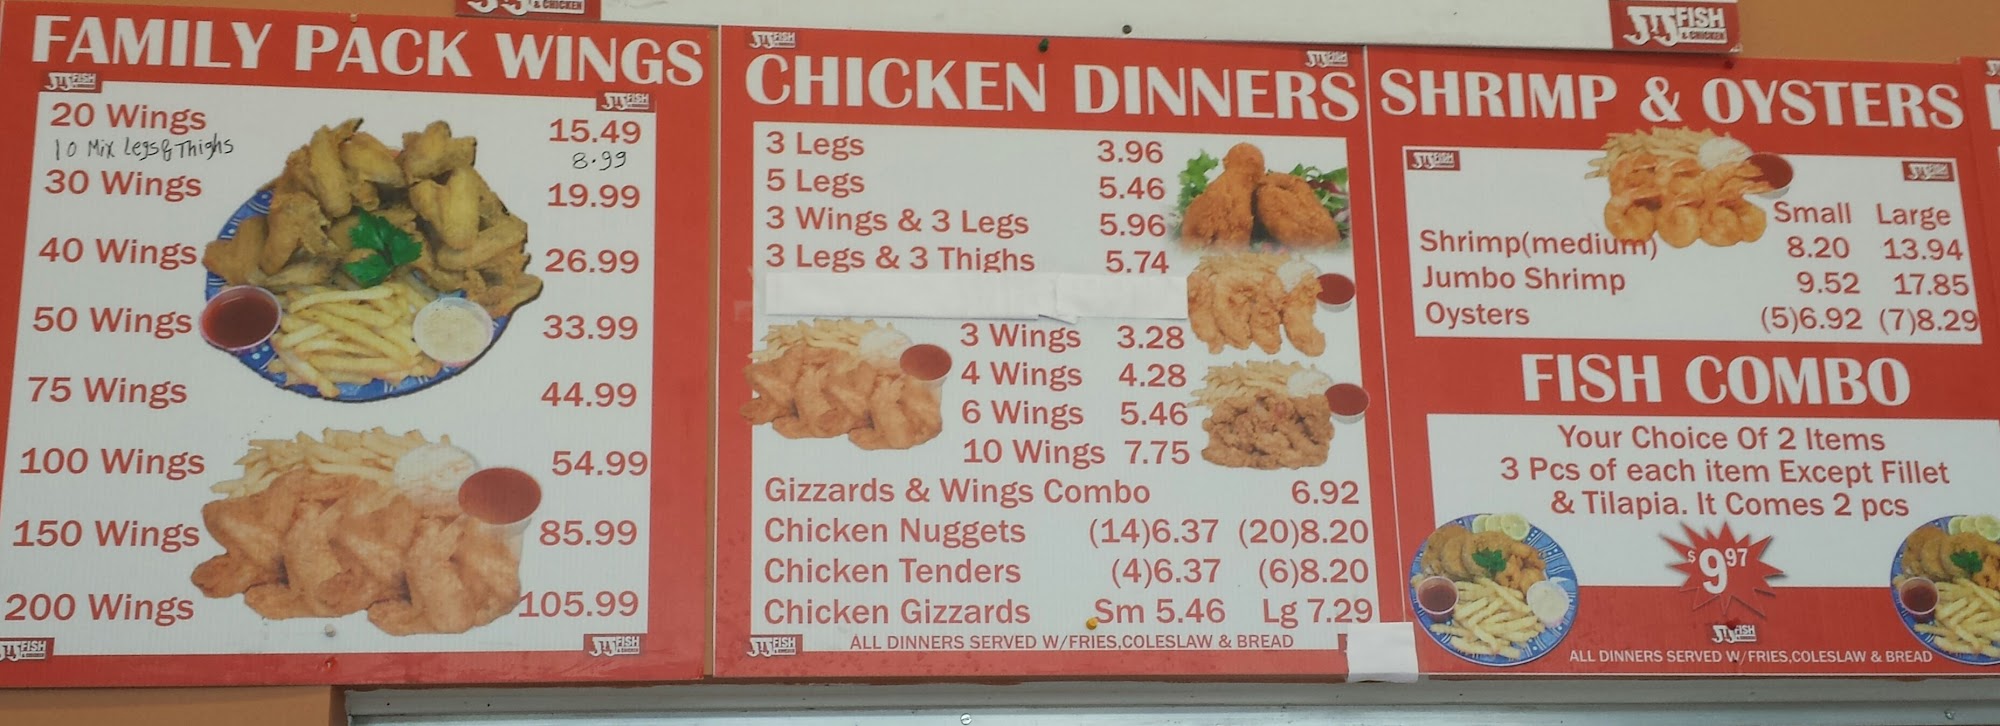 FAMILY PACK WINGS
20 Wings 15.49
10 Mix Legs & Thighs 8.99
30 Wings 19.99
40 Wings 26.99
50 Wings 33.99
75 Wings 44.99
100 Wings 54.99
150 Wings 85.99
200 Wings 105.99
CHICKEN DINNERS
3 Legs 3.96
5 Legs 5.46
3 Wings & 3 Legs 5.96
3 Legs & 3 Thighs 5.74
3 Wings 3.28
4 Wings 4.28
6 Wings 5.46
10 Wings 7.75
Gizzards & Wings Combo 6.92
Chicken Nuggets (14)6.37 (20)8.20
Chicken Tenders (4)6.37 (6)8.20
Chicken Gizzards Sm 5.46 Lg 7.29
ALL DINNERS SERVED W/FRIES,COLESLAW & BREAD
JJ'S FISH
& CHICKEN
SHRIMP & OYSTERS
Small Large
Shrimp(medium) 8.20 13.94
Jumbo Shrimp 9.52 17.85
Oysters (5)6.92 (7)8.29
FISH COMBO
Your Choice Of 2 Items
3 Pcs of each item Except Fillet
& Tilapia. It Comes 2 pcs
$9.97
ALL DINNERS SERVED W/FRIES,COLESLAW & BREAD